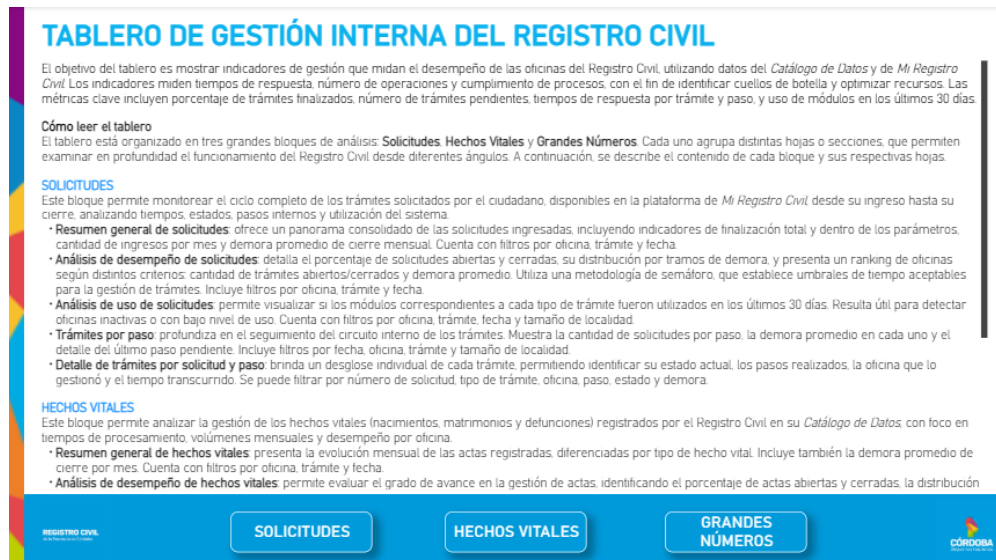 TABLERO DE GESTIÓN INTERNA DEL REGISTRO CIVIL
El objetivo del tablero es mostrar indicadores de gestión que midan el desempeño de las oficinas del Registro Civil, utilizando datos del Catálogo de Datos y de Mi Registro
Civil. Los indicadores miden tiempos de respuesta, número de operaciones y cumplimiento de procesos, con el fin de identificar cuellos de botella y optimizar recursos. Las
métricas clave incluyen porcentaje de trámites finalizados, número de trámites pendientes, tiempos de respuesta por trámite y paso, y uso de módulos en los últimos 30 días.
Cómo leer el tablero
El tablero está organizado en tres grandes bloques de análisis: Solicitudes, Hechos Vitales y Grandes Números. Cada uno agrupa distintas hojas o secciones, que permiten
examinar en profundidad el funcionamiento del Registro Civil desde diferentes ángulos. A continuación, se describe el contenido de cada bloque y sus respectivas hojas.
SOLICITUDES
Este bloque permite monitorear el ciclo completo de los trámites solicitados por el ciudadano, disponibles en la plataforma de Mi Registro Civil, desde su ingreso hasta su
cierre, analizando tiempos, estados, pasos internos y utilización del sistema.
• Resumen general de solicitudes: ofrece un panorama consolidado de las solicitudes ingresadas, incluyendo indicadores de finalización total y dentro de los parámetros,
cantidad de ingresos por mes y demora promedio de cierre mensual. Cuenta con filtros por oficina, trámite y fecha.
• Análisis de desempeño de solicitudes: detalla el porcentaje de solicitudes abiertas y cerradas, su distribución por tramos de demora, y presenta un ranking de oficinas
según distintos criterios: cantidad de trámites abiertos/cerrados y demora promedio. Utiliza una metodología de semáforo, que establece umbrales de tiempo aceptables
para la gestión de trámites. Incluye filtros por oficina, trámite y fecha.
• Análisis de uso de solicitudes: permite visualizar si los módulos correspondientes a cada tipo de trámite fueron utilizados en los últimos 30 días. Resulta útil para detectar
oficinas inactivas o con bajo nivel de uso. Cuenta con filtros por oficina, trámite, fecha y tamaño de localidad.
• Trámites por paso: profundiza en el seguimiento del circuito interno de los trámites. Muestra la cantidad de solicitudes por paso, la demora promedio en cada uno y el
detalle del último paso pendiente. Incluye filtros por fecha, oficina, trámite y tamaño de localidad.
• Detalle de trámites por solicitud y paso: brinda un desglose individual de cada trámite, permitiendo identificar su estado actual, los pasos realizados, la oficina que lo
gestionó y el tiempo transcurrido. Se puede filtrar por número de solicitud, tipo de trámite, oficina, paso, estado y demora.
HECHOS VITALES
Este bloque permite analizar la gestión de los hechos vitales (nacimientos, matrimonios y defunciones) registrados por el Registro Civil en su Catálogo de Datos, con foco en
tiempos de procesamiento, volúmenes mensuales y desempeño por oficina.
• Resumen general de hechos vitales: presenta la evolución mensual de las actas registradas, diferenciadas por tipo de hecho vital. Incluye también la demora promedio de
cierre por mes. Cuenta con filtros por oficina, trámite y fecha.
• Análisis de desempeño de hechos vitales: permite evaluar el grado de avance en la gestión de actas, identificando el porcentaje de actas abiertas y cerradas, la distribución
REGISTRO CIVIL
SOLICITUDES
HECHOS VITALES
GRANDES
NÚMEROS
CÓRDOBA